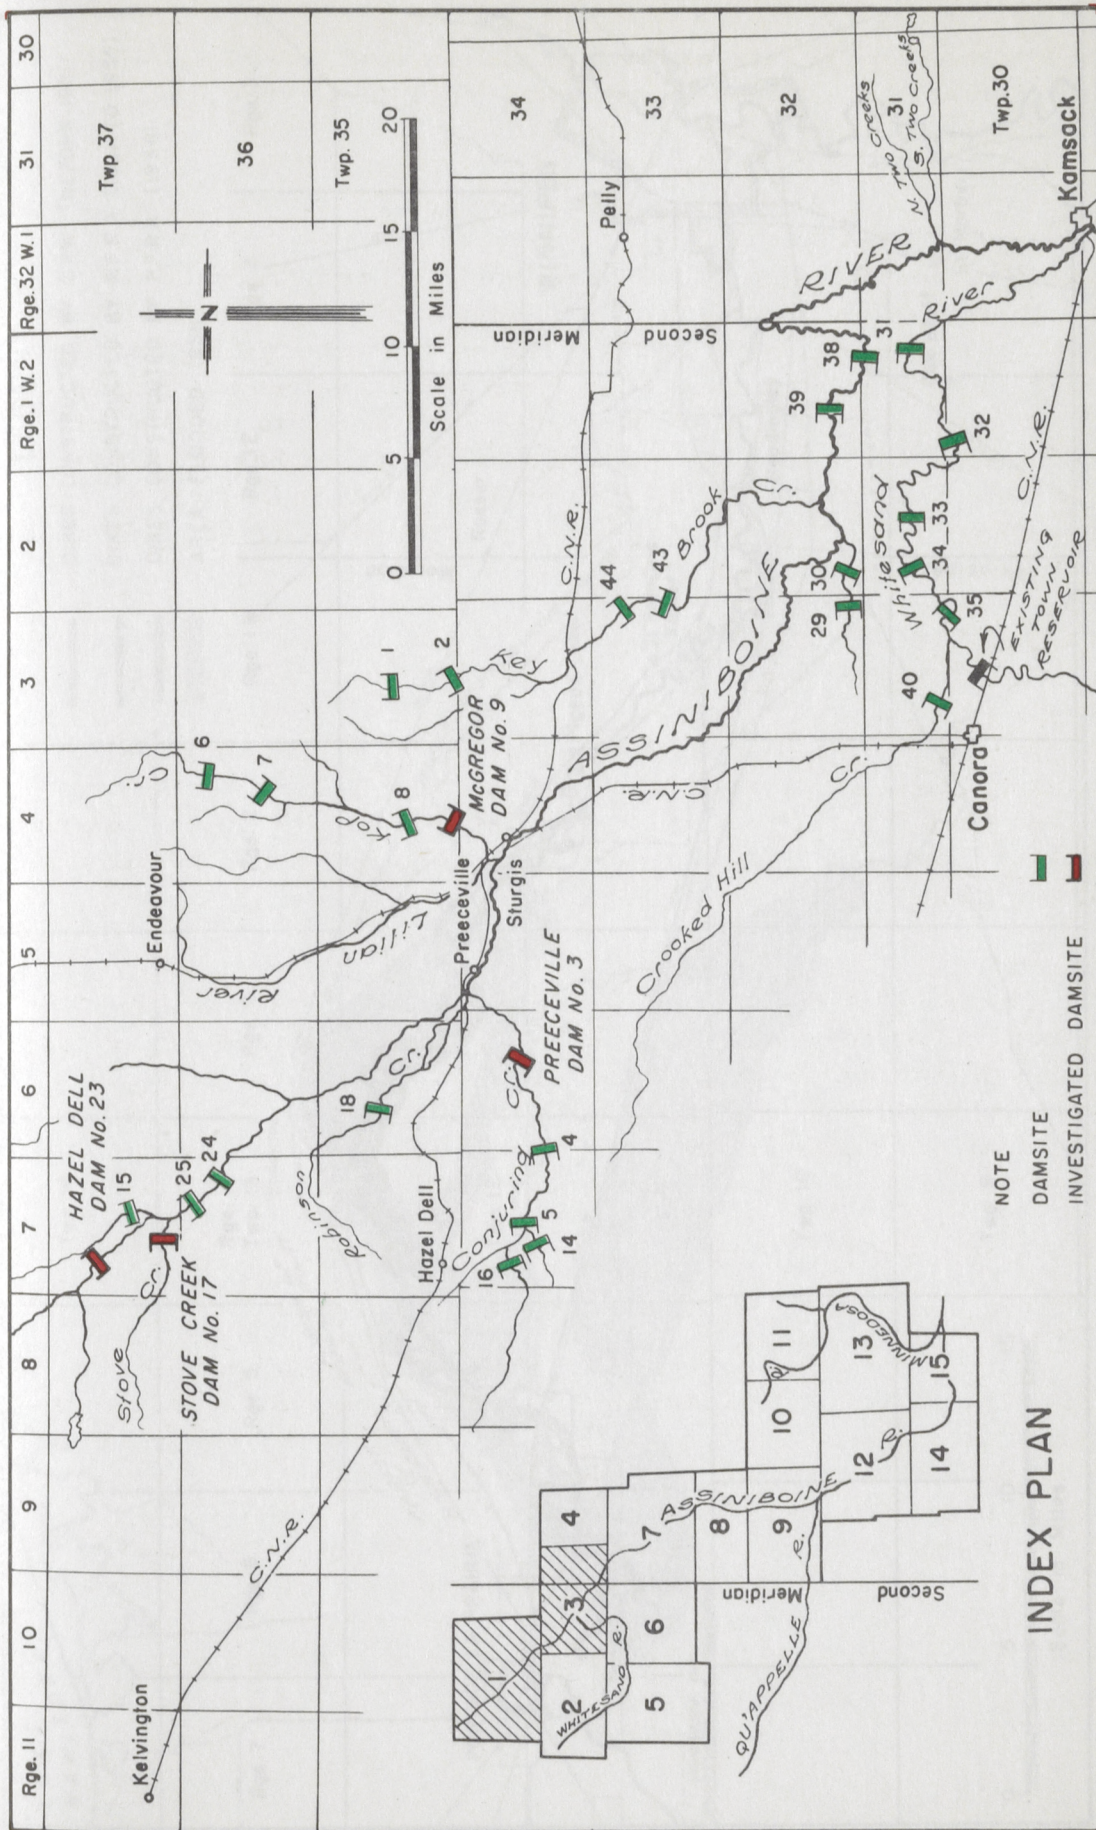 Rge. 11
10
9
8
7
6
5
4
3
2
Rge. 1 W. 2
Rge. 32 W. 1
31
30
Twp 37
36
Twp. 35
34
33
32
31
Twp. 30
N
0
5
10
15
20
Scale in Miles
Kelvington
C.N.R.
Stove
Cr.
STOVE CREEK
DAM No. 17
HAZEL DELL
DAM No. 23
15
25
24
18
Robinson
Cr.
Hazel Dell
Conjuring
Cr.
16
14
5
4
PREECEVILLE
DAM No. 3
Endeavour
Lilian
River
Preeceville
Sturgis
6
7
8
Kop
Cr.
McGREGOR
DAM No. 9
1
2
Key
C.N.R.
44
43
Brook
Cr.
Pelly
Second
Meridian
ASSINIBOINE
RIVER
C.N.R.
Crooked Hill
Cr.
29
30
39
38
31
32
33
34
35
40
Whitesand
River
N. Two Creeks
S. Two Creeks
Kamsack
Canora
C.N.R.
EXISTING
TOWN
RESERVOIR
NOTE
DAMSITE
INVESTIGATED DAMSITE
INDEX PLAN
1
2
3
4
5
6
7
8
9
10
11
12
13
14
15
WHITESAND R.
ASSINIBOINE
R.
QU'APPELLE
R.
MINNEDOSA
R.
Second
Meridian